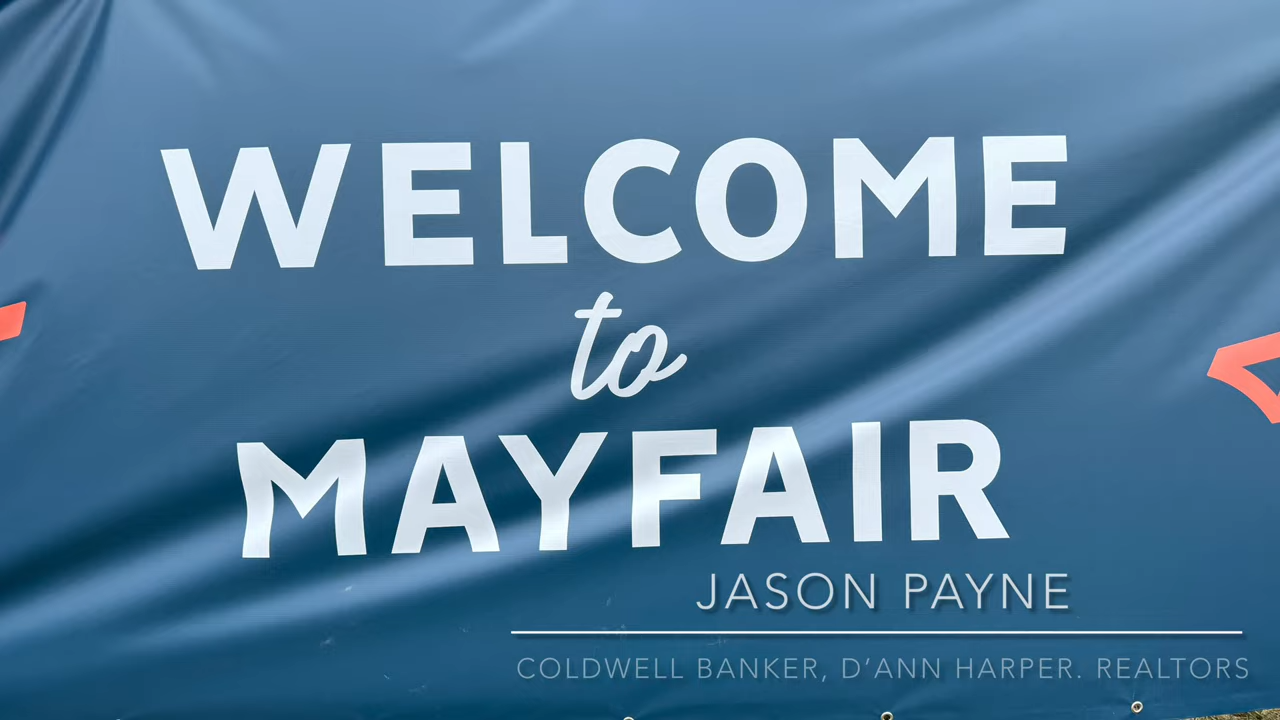 WELCOME
to
MAYFAIR
JASON PAYNE
COLDWELL BANKER, D’ANN HARPER. REALTORS